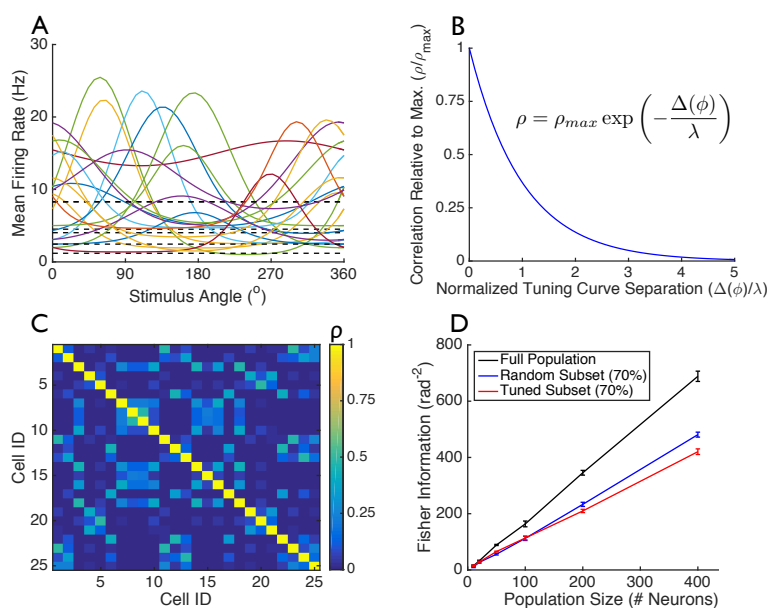 A
Mean Firing Rate (Hz)
30
20
10
0
0 90 180 270 360
Stimulus Angle (o)
B
Correlation Relative to Max. (ρ/ρmax)
1
0.75
0.5
0.25
0
ρ = ρmax exp (−Δ(φ)/λ)
0 1 2 3 4 5
Normalized Tuning Curve Separation (Δ(φ)/λ)
C
Cell ID
5
10
15
20
25
5 10 15 20 25
Cell ID
ρ
1
0.75
0.5
0.25
0
D
Fisher Information (rad-2)
800
600
400
200
0
Full Population
Random Subset (70%)
Tuned Subset (70%)
0 100 200 300 400
Population Size (# Neurons)